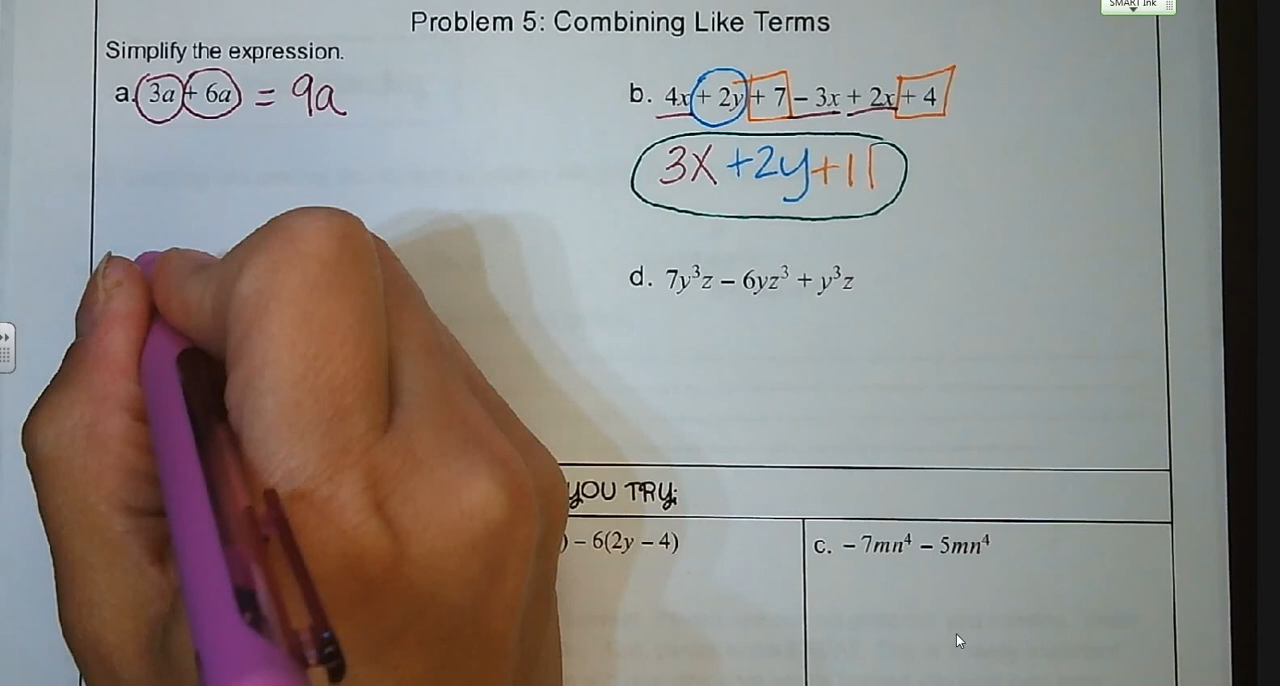 SMART Ink
Problem 5: Combining Like Terms
Simplify the expression.
a. 3a + 6a = 9a
b. 4x + 2y + 7 – 3x + 2x + 4
3x + 2y + 11
d. 7y³z – 6yz³ + y³z
YOU TRY:
) – 6(2y – 4)
c. – 7mn⁴ – 5mn⁴